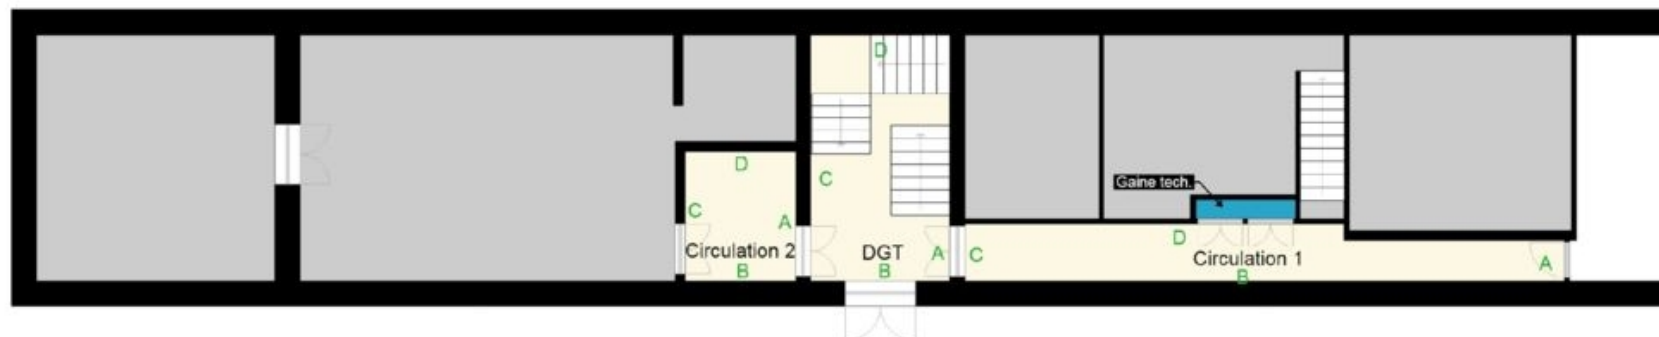 D
D
C
Gaine tech.
C
A
D
Circulation 2
DGT
A
C
Circulation 1
A
B
B
B